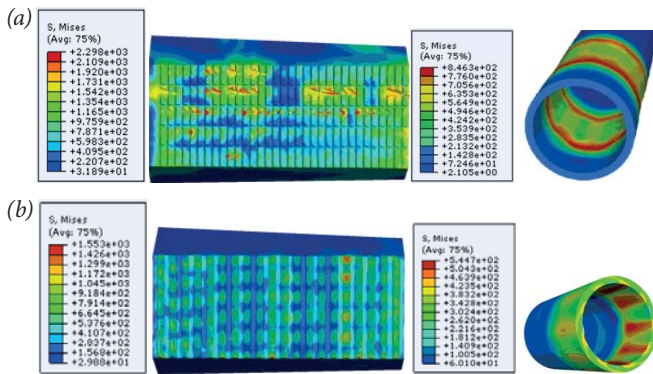 (a)
S, Mises
(Avg: 75%)
+2.298e+03
+2.109e+03
+1.920e+03
+1.731e+03
+1.542e+03
+1.354e+03
+1.165e+03
+9.759e+02
+7.871e+02
+5.983e+02
+4.095e+02
+2.207e+02
+3.189e+01
S, Mises
(Avg: 75%)
+8.463e+02
+7.760e+02
+7.056e+02
+6.353e+02
+5.649e+02
+4.946e+02
+4.242e+02
+3.539e+02
+2.835e+02
+2.132e+02
+1.428e+02
+7.246e+01
+2.105e+00
(b)
S, Mises
(Avg: 75%)
+1.553e+03
+1.426e+03
+1.299e+03
+1.172e+03
+1.045e+03
+9.184e+02
+7.914e+02
+6.645e+02
+5.376e+02
+4.107e+02
+2.837e+02
+1.568e+02
+2.988e+01
S, Mises
(Avg: 75%)
+5.447e+02
+5.043e+02
+4.639e+02
+4.235e+02
+3.832e+02
+3.428e+02
+3.024e+02
+2.620e+02
+2.216e+02
+1.812e+02
+1.409e+02
+1.005e+02
+6.010e+01